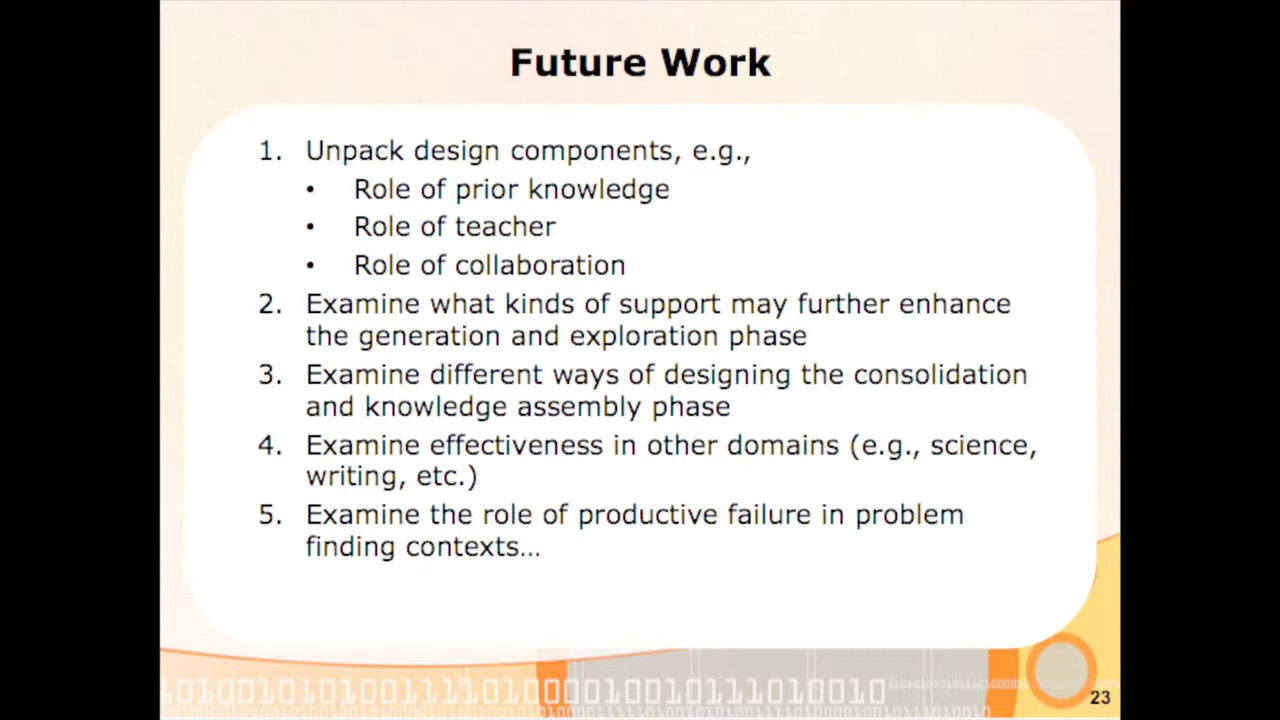 Future Work
1. Unpack design components, e.g.,
• Role of prior knowledge
• Role of teacher
• Role of collaboration
2. Examine what kinds of support may further enhance
the generation and exploration phase
3. Examine different ways of designing the consolidation
and knowledge assembly phase
4. Examine effectiveness in other domains (e.g., science,
writing, etc.)
5. Examine the role of productive failure in problem
finding contexts…
23